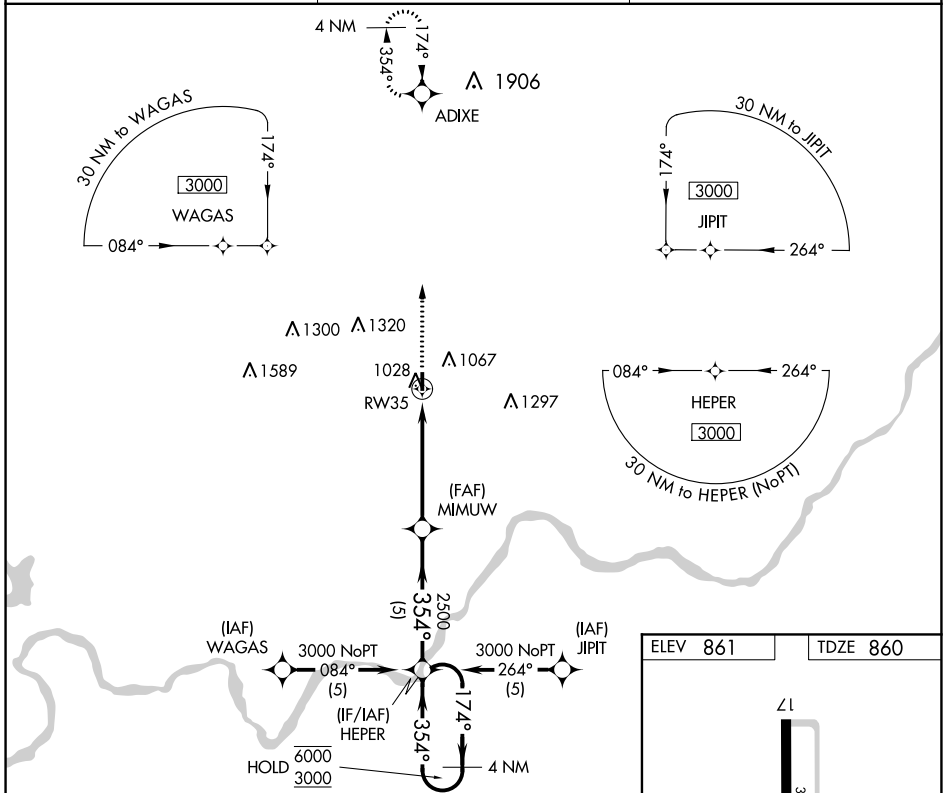 4 NM
354°
174°
1906
ADIXE
30 NM to WAGAS
174°
3000
WAGAS
084°
30 NM to JIPIT
174°
3000
JIPIT
264°
1300
1320
1589
1028
1067
RW35
1297
084°
264°
HEPER
3000
30 NM to HEPER (NoPT)
(FAF)
MIMUW
2500
354°
(5)
(IAF)
WAGAS
3000 NoPT
084°
(5)
3000 NoPT
264°
(5)
(IAF)
JIPIT
(IF/IAF)
HEPER
354°
174°
HOLD
6000
3000
4 NM
ELEV 861
TDZE 860
17